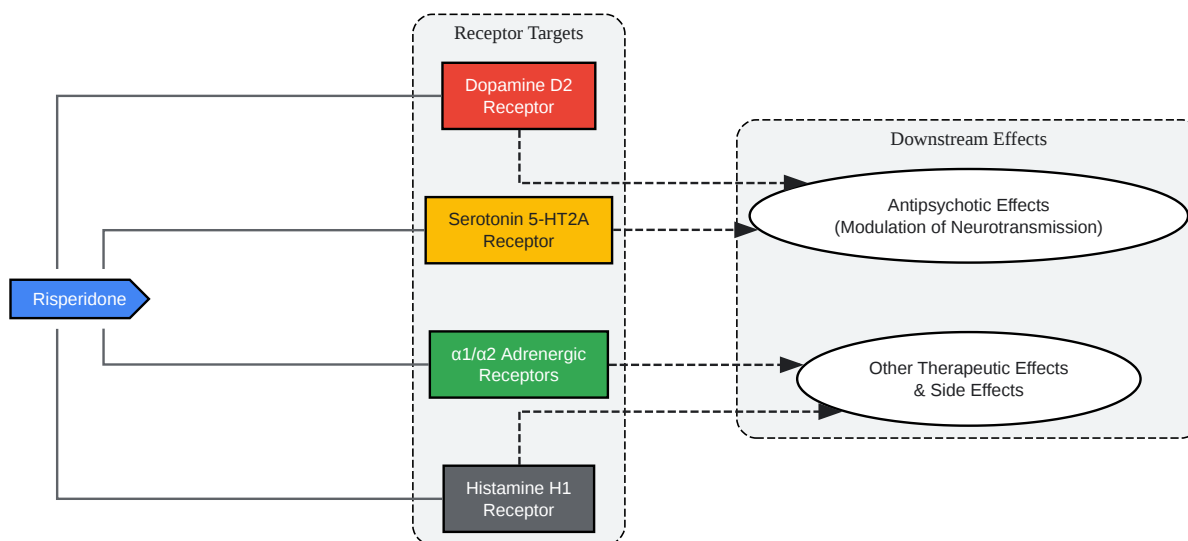 Receptor Targets
Dopamine D2
Receptor
Downstream Effects
Antipsychotic Effects
(Modulation of Neurotransmission)
Serotonin 5-HT2A
Receptor
Risperidone
α1/α2 Adrenergic
Receptors
Other Therapeutic Effects
& Side Effects
Histamine H1
Receptor